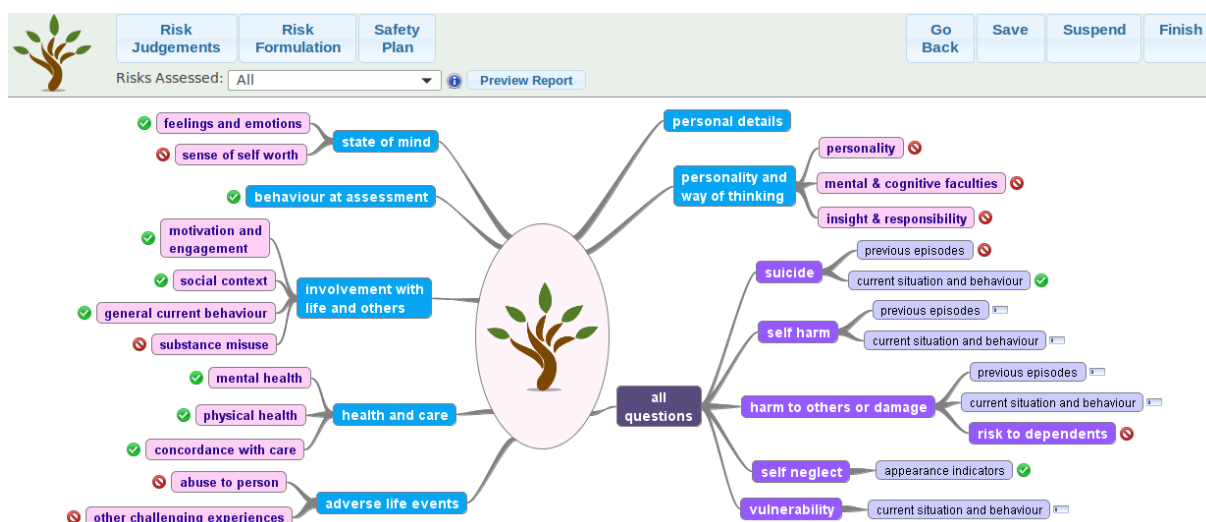 Risk
Judgements
Risk
Formulation
Safety
Plan
Go
Back
Save
Suspend
Finish
Risks Assessed:
All
Preview Report
feelings and emotions
sense of self worth
state of mind
behaviour at assessment
motivation and
engagement
social context
general current behaviour
substance misuse
involvement with
life and others
mental health
physical health
concordance with care
health and care
abuse to person
other challenging experiences
adverse life events
personal details
personality and
way of thinking
personality
mental & cognitive faculties
insight & responsibility
all
questions
suicide
previous episodes
current situation and behaviour
self harm
previous episodes
current situation and behaviour
harm to others or damage
previous episodes
current situation and behaviour
risk to dependents
self neglect
appearance indicators
vulnerability
current situation and behaviour